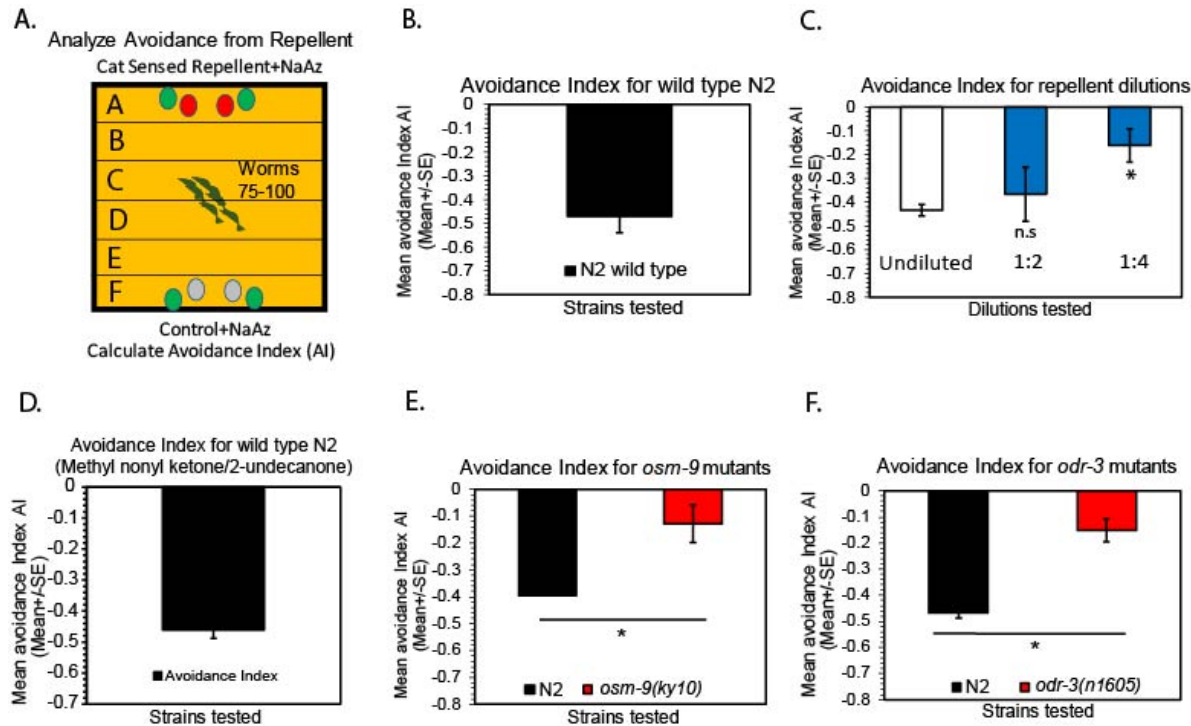 A.
Analyze Avoidance from Repellent
Cat Sensed Repellent+NaAz
A
B
C
D
E
F
Worms
75-100
Control+NaAz
Calculate Avoidance Index (AI)
B.
Avoidance Index for wild type N2
Mean avoidance Index AI
(Mean+/-SE)
0
-0.1
-0.2
-0.3
-0.4
-0.5
-0.6
-0.7
-0.8
N2 wild type
Strains tested
C.
Avoidance Index for repellent dilutions
Mean avoidance Index AI
(Mean+/-SE)
0
-0.1
-0.2
-0.3
-0.4
-0.5
-0.6
-0.7
-0.8
n.s
*
Undiluted 1:2 1:4
Dilutions tested
D.
Avoidance Index for wild type N2
(Methyl nonyl ketone/2-undecanone)
Mean avoidance Index AI
(Mean+/-SE)
0
-0.1
-0.2
-0.3
-0.4
-0.5
-0.6
-0.7
Avoidance Index
Strains tested
E.
Avoidance Index for osm-9 mutants
Mean avoidance Index AI
(Mean+/-SE)
0
-0.1
-0.2
-0.3
-0.4
-0.5
-0.6
-0.7
-0.8
*
N2 osm-9(ky10)
Strains tested
F.
Avoidance Index for odr-3 mutants
Mean avoidance Index AI
(Mean+/-SE)
0
-0.1
-0.2
-0.3
-0.4
-0.5
-0.6
-0.7
-0.8
*
N2 odr-3(n1605)
Strains tested